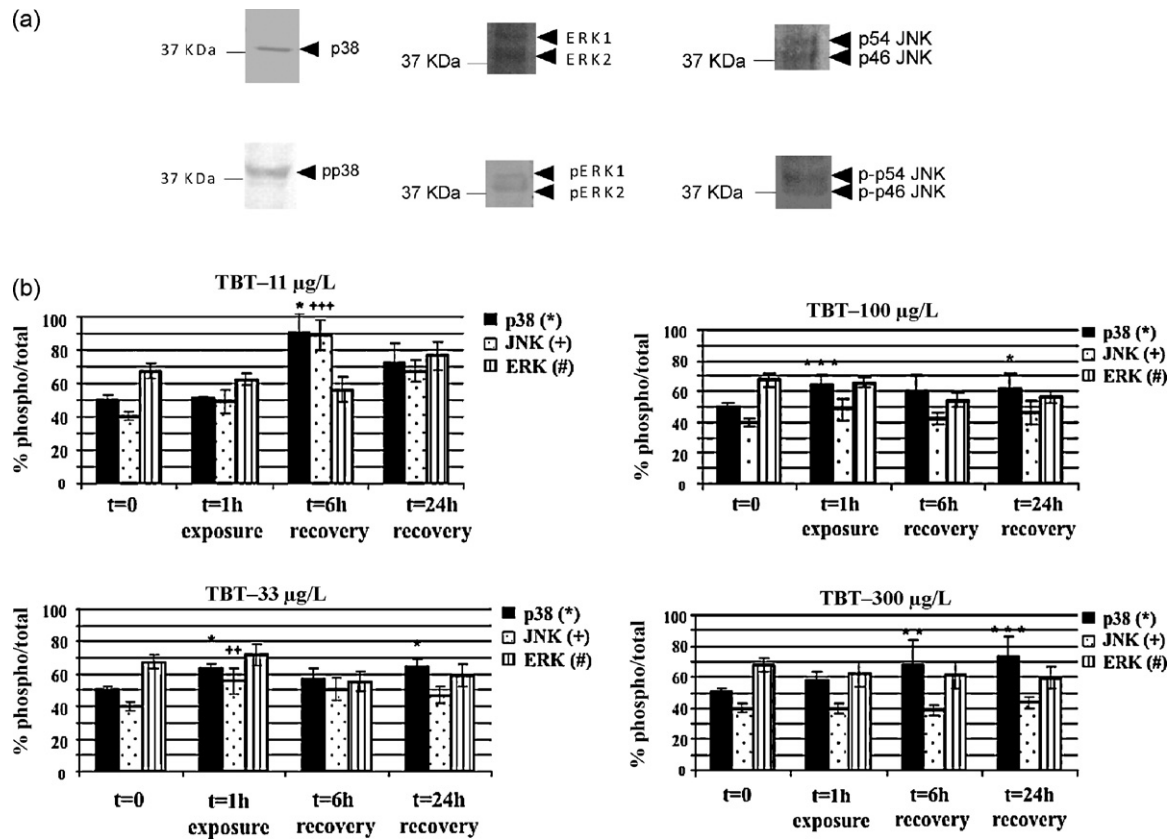 (a)
37 KDa p38
37 KDa ERK1
ERK2
37 KDa p54 JNK
p46 JNK
37 KDa pp38
37 KDa pERK1
pERK2
37 KDa p-p54 JNK
p-p46 JNK
(b)
TBT–11 µg/L
% phospho/total
100
80
60
40
20
0
* +++
p38 (*)
JNK (+)
ERK (#)
t=0 t=1h t=6h t=24h
exposure recovery recovery
TBT–100 µg/L
% phospho/total
100
80
60
40
20
0
*** *
p38 (*)
JNK (+)
ERK (#)
t=0 t=1h t=6h t=24h
exposure recovery recovery
TBT–33 µg/L
% phospho/total
100
80
60
40
20
0
* ++ *
p38 (*)
JNK (+)
ERK (#)
t=0 t=1h t=6h t=24h
exposure recovery recovery
TBT–300 µg/L
% phospho/total
100
80
60
40
20
0
** ***
p38 (*)
JNK (+)
ERK (#)
t=0 t=1h t=6h t=24h
exposure recovery recovery